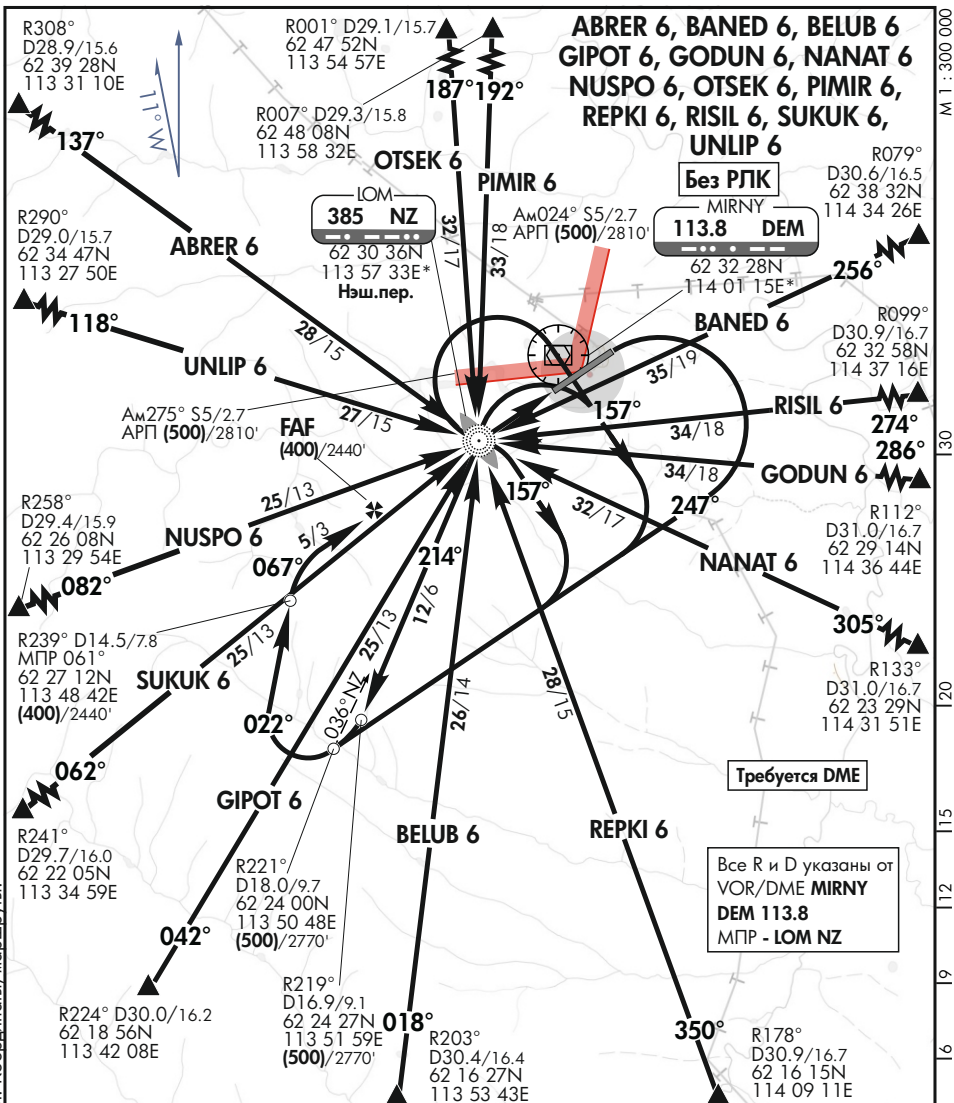 R308°
D28.9/15.6
62 39 28N
113 31 10E
R001° D29.1/15.7
62 47 52N
113 54 57E
R007° D29.3/15.8
62 48 08N
113 58 32E
ABRER 6, BANED 6, BELUB 6
GIPOT 6, GODUN 6, NANAT 6
NUSPO 6, OTSEK 6, PIMIR 6,
REPKI 6, RISIL 6, SUKUK 6,
UNLIP 6
М 1 : 300 000
11°W
137°
187°
192°
OTSEK 6
PIMIR 6
Без РЛК
R079°
D30.6/16.5
62 38 32N
114 34 26E
LOM
385 NZ
62 30 36N
113 57 33E*
Нэш.пер.
32/17
33/18
Ам024° S5/2.7
АРП (500)/2810'
MIRNY
113.8 DEM
62 32 28N
114 01 15E*
256°
R290°
D29.0/15.7
62 34 47N
113 27 50E
ABRER 6
118°
28/15
UNLIP 6
27/15
BANED 6
35/19
R099°
D30.9/16.7
62 32 58N
114 37 16E
Ам275° S5/2.7
АРП (500)/2810'
FAF
(400)/2440'
157°
RISIL 6
34/18
274°
286°
130
34/18
GODUN 6
R258°
D29.4/15.9
62 26 08N
113 29 54E
25/13
NUSPO 6
5/3
157°
32/17
247°
R112°
D31.0/16.7
62 29 14N
114 36 44E
082°
067°
214°
12/6
NANAT 6
305°
R239° D14.5/7.8
МПР 061°
62 27 12N
113 48 42E
(400)/2440'
25/13
SUKUK 6
25/13
26/14
28/15
R133°
D31.0/16.7
62 23 29N
114 31 51E
120
022°
036° NZ
062°
Требуется DME
R241°
D29.7/16.0
62 22 05N
113 34 59E
GIPOT 6
BELUB 6
REPKI 6
115
R221°
D18.0/9.7
62 24 00N
113 50 48E
(500)/2770'
Все R и D указаны от
VOR/DME MIRNY
DEM 113.8
МПР - LOM NZ
112
042°
R224° D30.0/16.2
62 18 56N
113 42 08E
R219°
D16.9/9.1
62 24 27N
113 51 59E
(500)/2770'
19
018°
R203°
D30.4/16.4
62 16 27N
113 53 43E
350°
R178°
D30.9/16.7
62 16 15N
114 09 11E
16